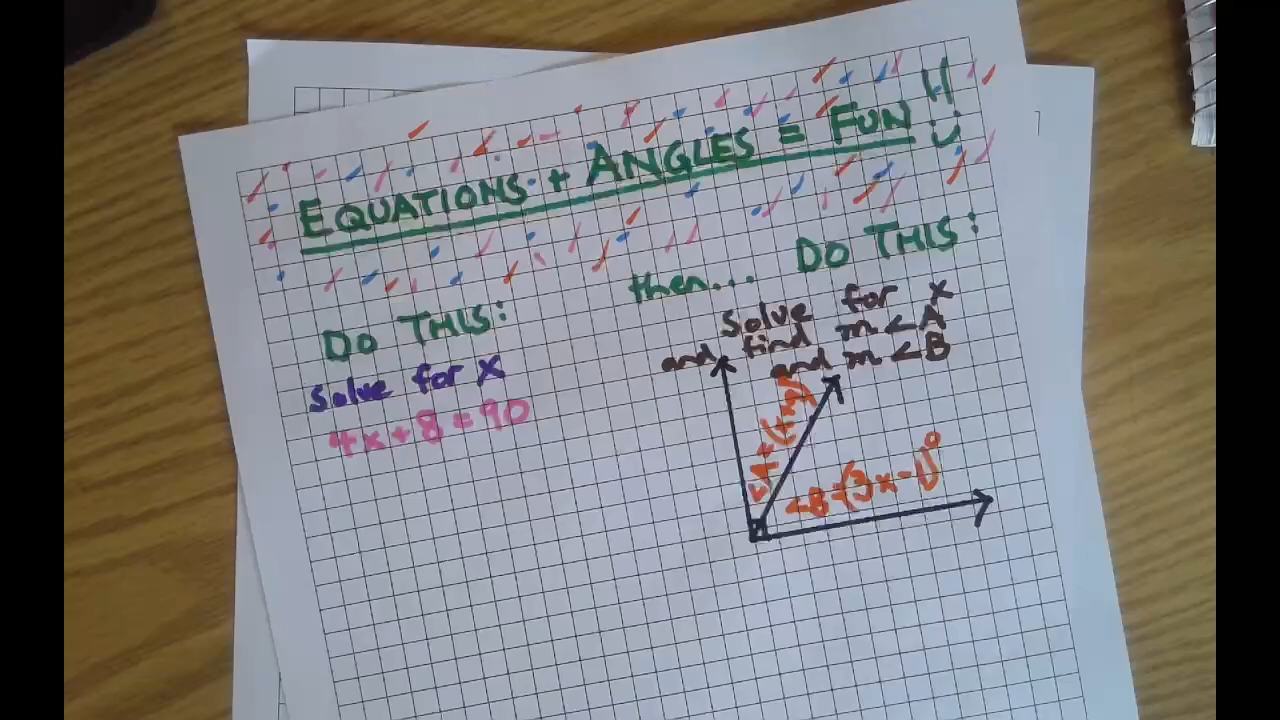 EQUATIONS + ANGLES = FUN !!
DO THIS:
Solve for x
4x + 8 = 90
then...
DO THIS:
Solve for x
and find m<A
and m<B
<B=(3x-1)°